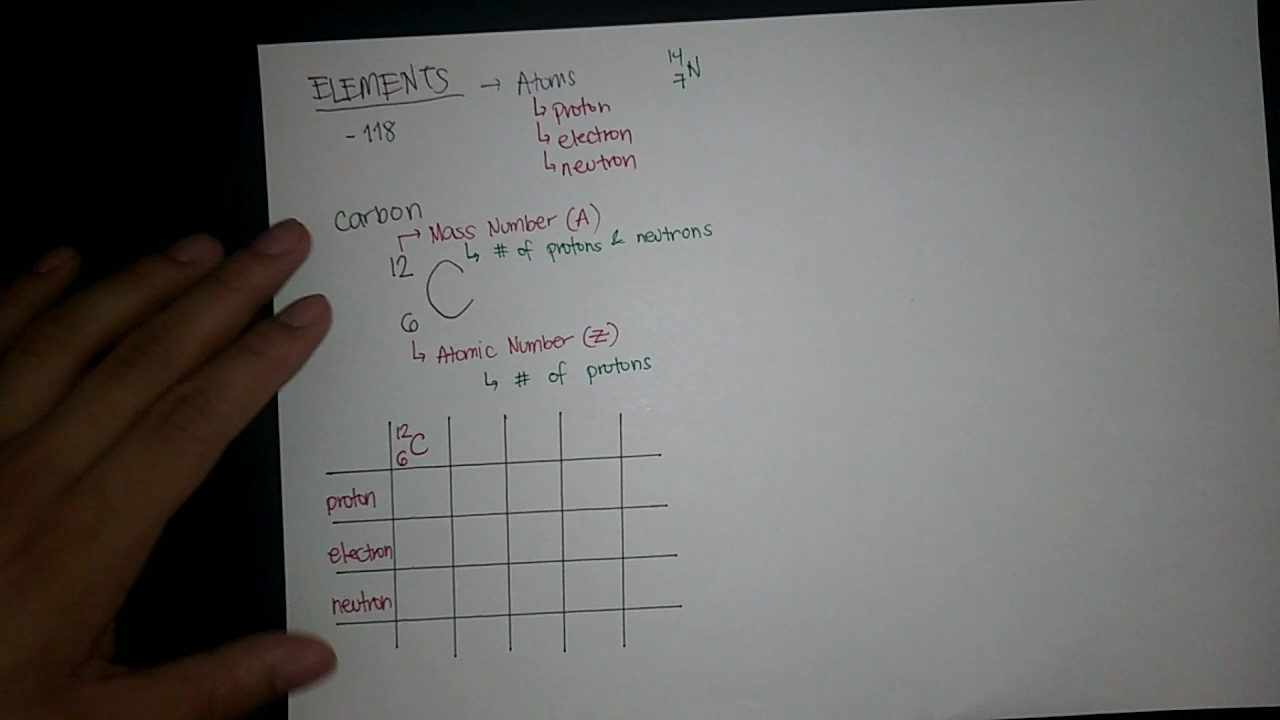 ELEMENTS → Atoms
- 118
↳ proton
↳ electron
↳ neutron
14
7 N
Carbon
12 → Mass Number (A)
↳ # of protons & neutrons
C
6
↳ Atomic Number (Z)
↳ # of protons
12
6 C
proton
electron
neutron